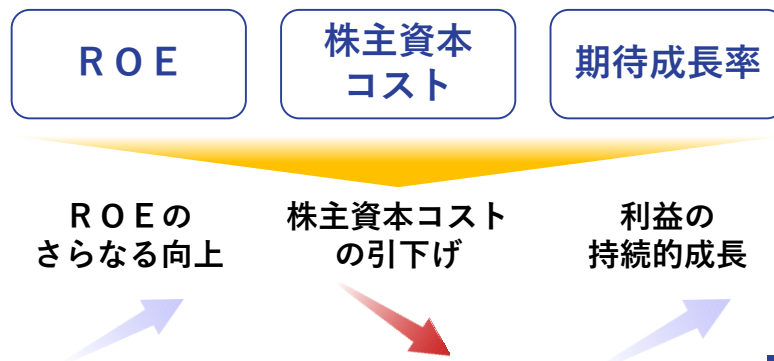 ＲＯＥ
株主資本
コスト
期待成長率
ＲＯＥの
さらなる向上
株主資本コスト
の引下げ
利益の
持続的成長